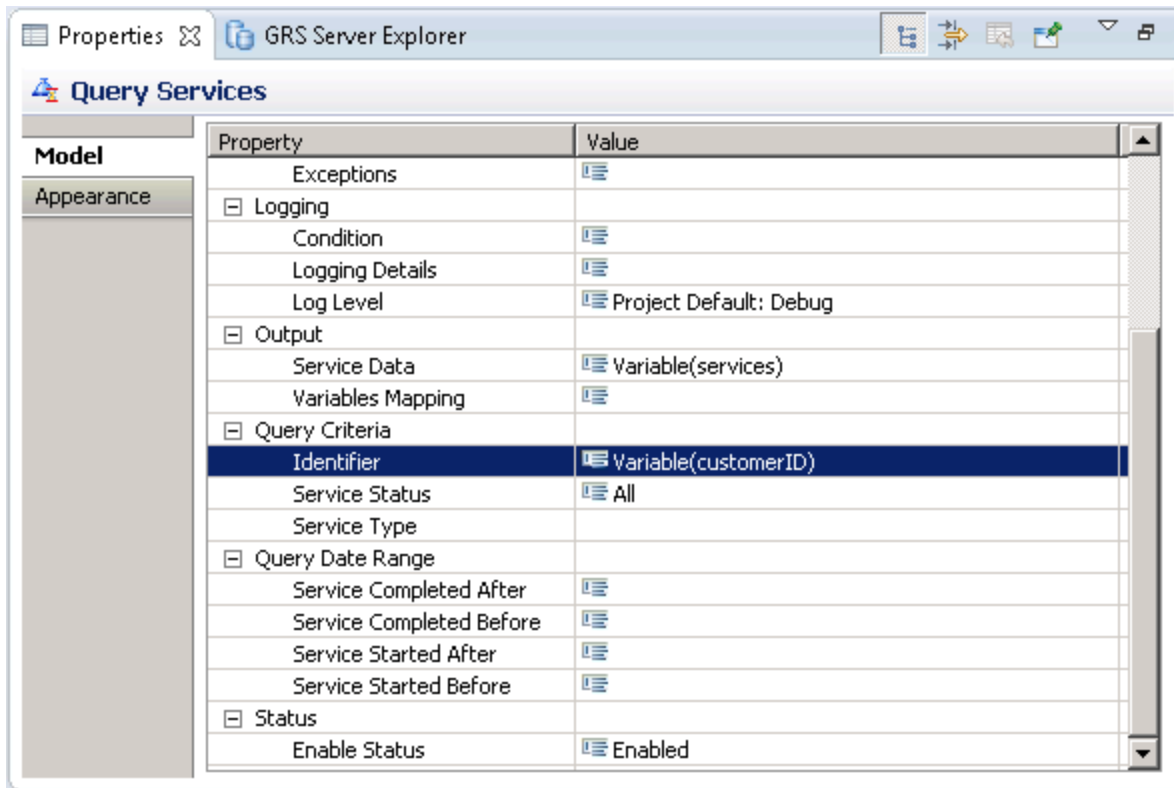 Properties GRS Server Explorer
Query Services
Model
Appearance
Property Value
Exceptions
Logging
Condition
Logging Details
Log Level Project Default: Debug
Output
Service Data Variable(services)
Variables Mapping
Query Criteria
Identifier Variable(customerID)
Service Status All
Service Type
Query Date Range
Service Completed After
Service Completed Before
Service Started After
Service Started Before
Status
Enable Status Enabled